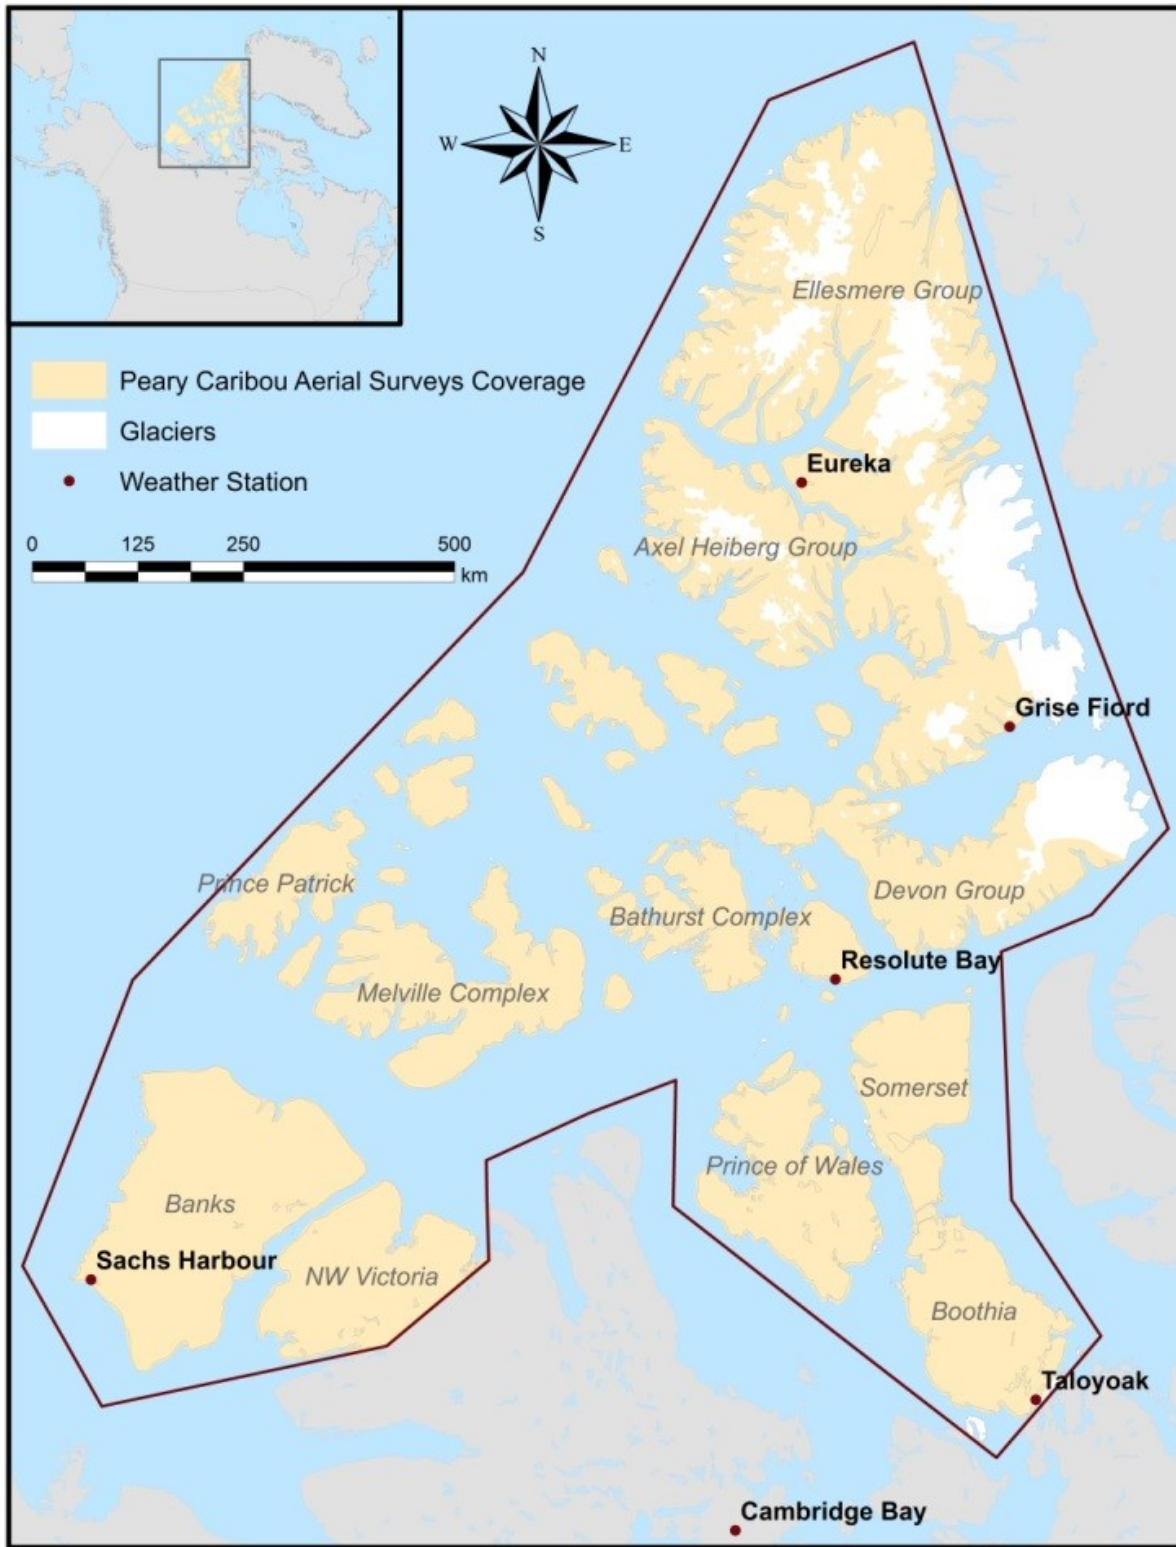 N
W
E
S
Ellesmere Group
Peary Caribou Aerial Surveys Coverage
Glaciers
Weather Station
0 125 250 500
km
Eureka
Axel Heiberg Group
Grise Fiord
Prince Patrick
Bathurst Complex
Devon Group
Resolute Bay
Melville Complex
Somerset
Prince of Wales
Banks
Sachs Harbour
NW Victoria
Boothia
Taloyoak
Cambridge Bay